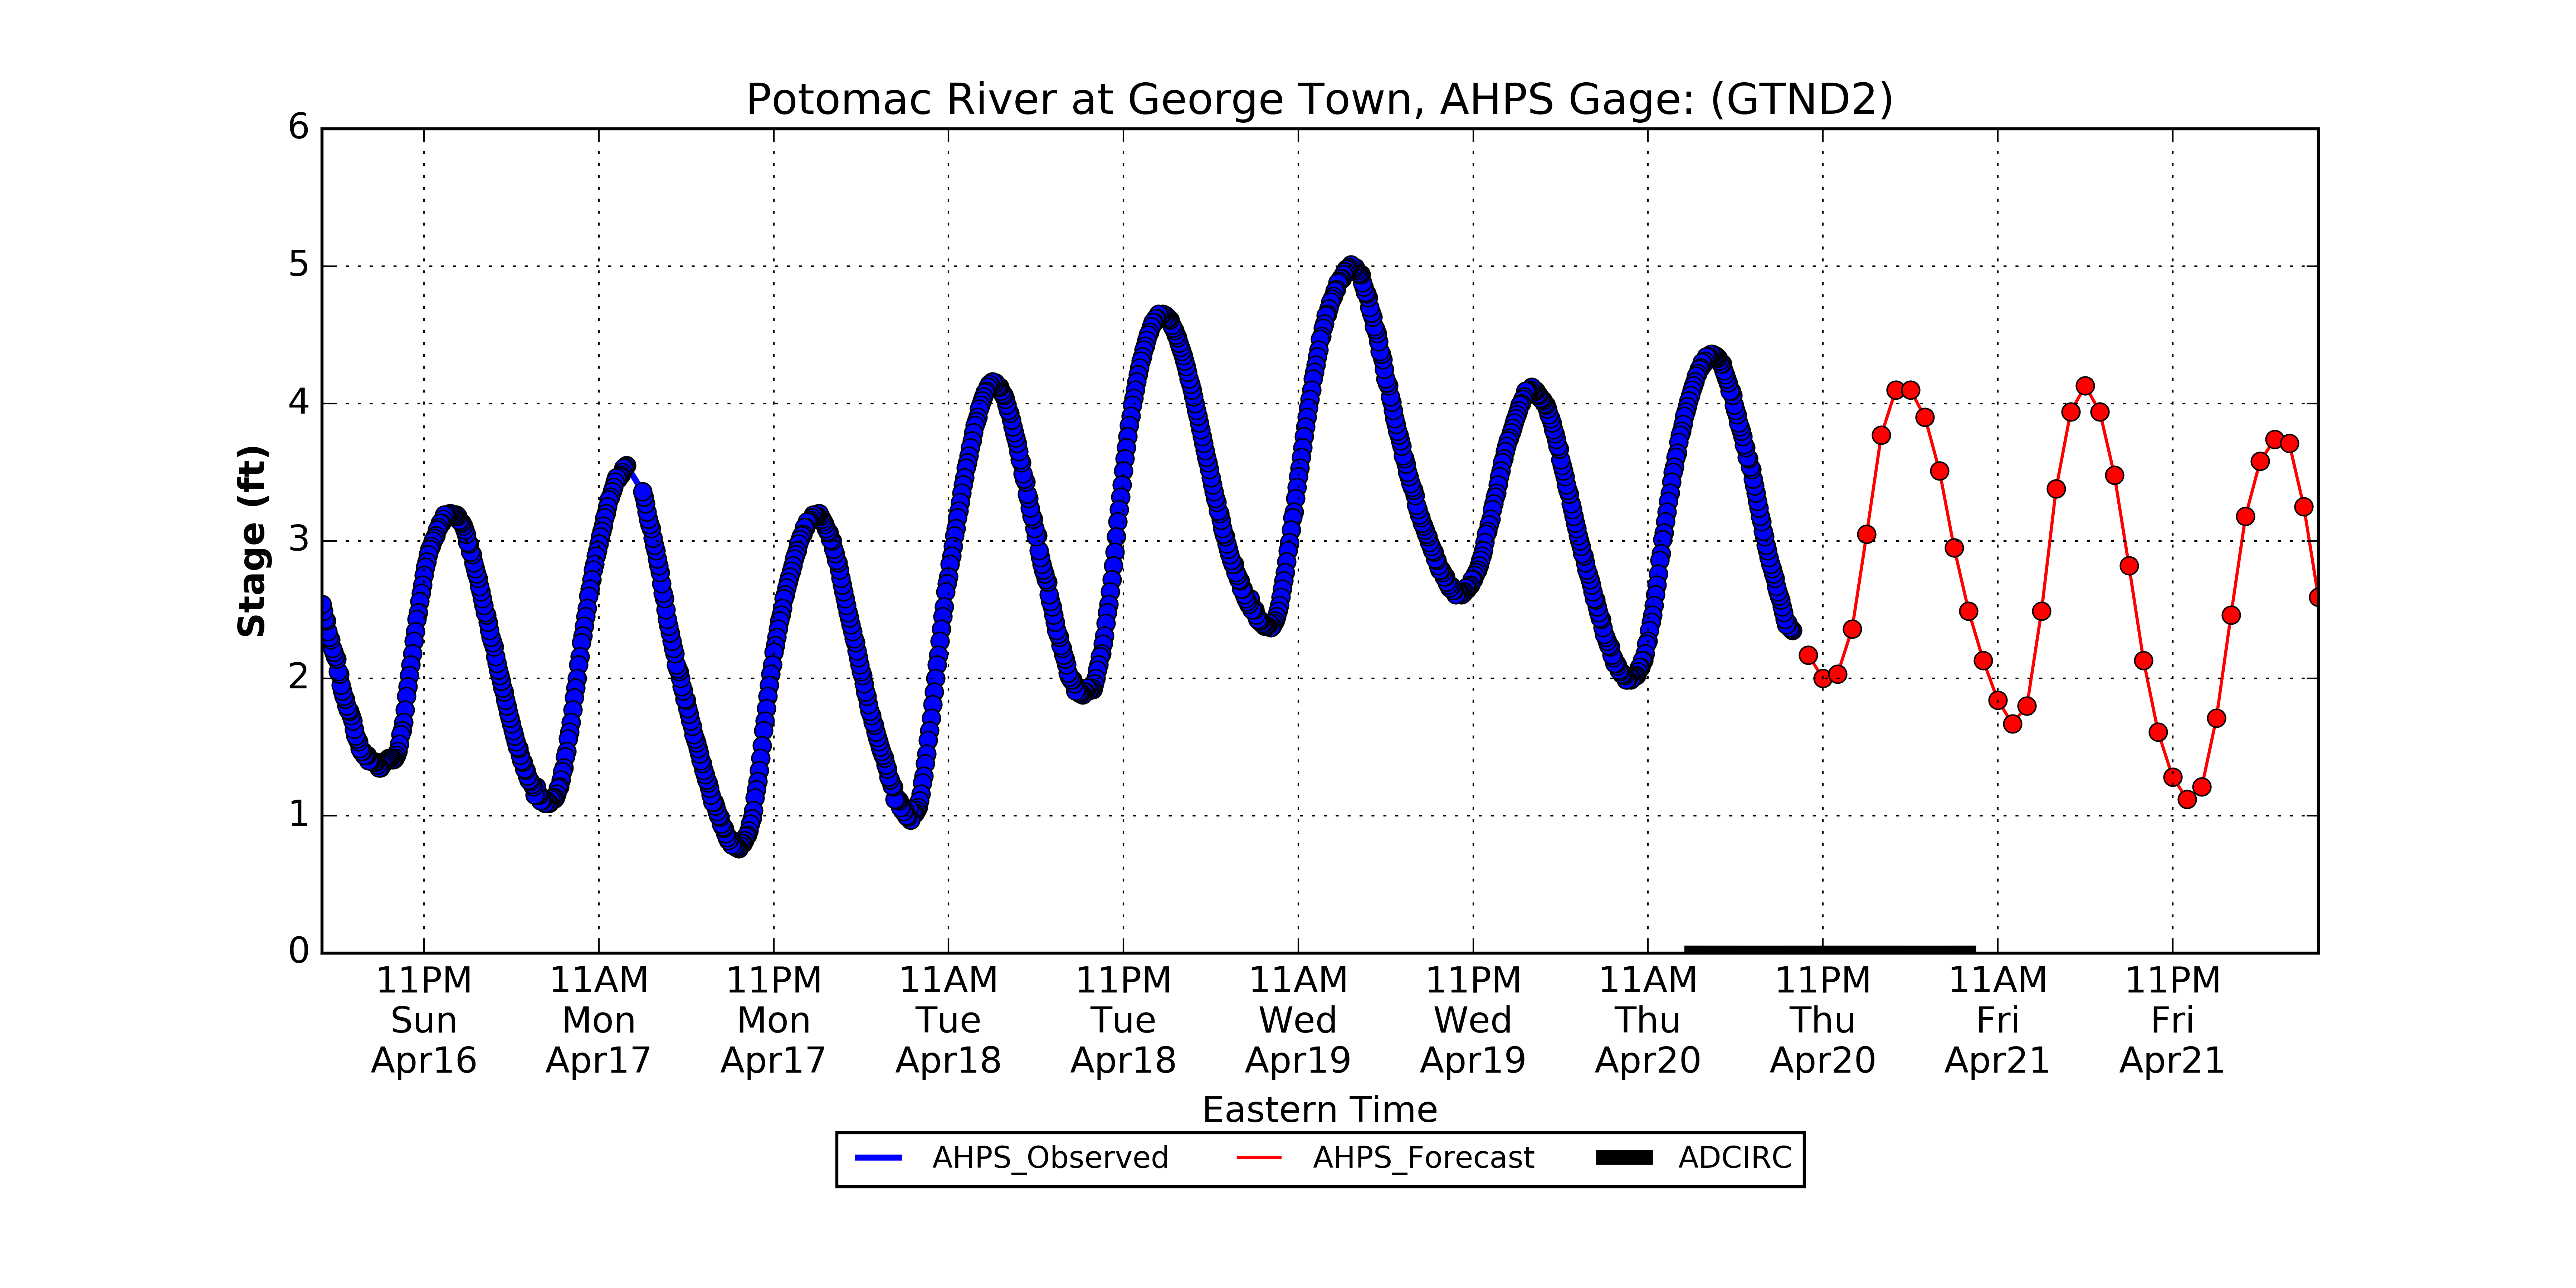 Potomac River at George Town, AHPS Gage: (GTND2)
6
5
4
3
2
1
0
Stage (ft)
11PM 11AM 11PM 11AM 11PM 11AM 11PM 11AM 11PM 11AM 11PM
Sun Mon Mon Tue Tue Wed Wed Thu Thu Fri Fri
Apr16 Apr17 Apr17 Apr18 Apr18 Apr19 Apr19 Apr20 Apr20 Apr21 Apr21
Eastern Time
AHPS_Observed AHPS_Forecast ADCIRC